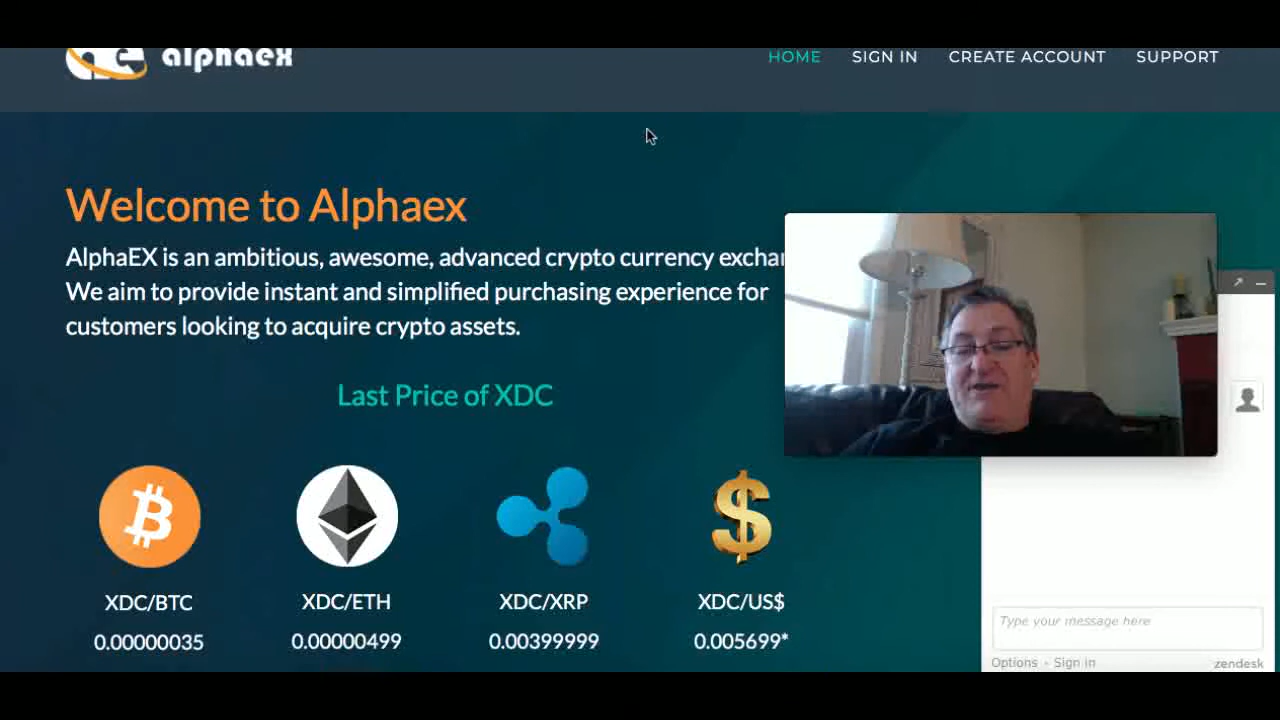 alphaex
HOME SIGN IN CREATE ACCOUNT SUPPORT
Welcome to Alphaex
AlphaEX is an ambitious, awesome, advanced crypto currency
We aim to provide instant and simplified purchasing experience for
customers looking to acquire crypto assets.
Last Price of XDC
XDC/BTC XDC/ETH XDC/XRP XDC/US$
0.00000035 0.00000499 0.00399999 0.005699*
Type your message here
Options - Sign in zendesk